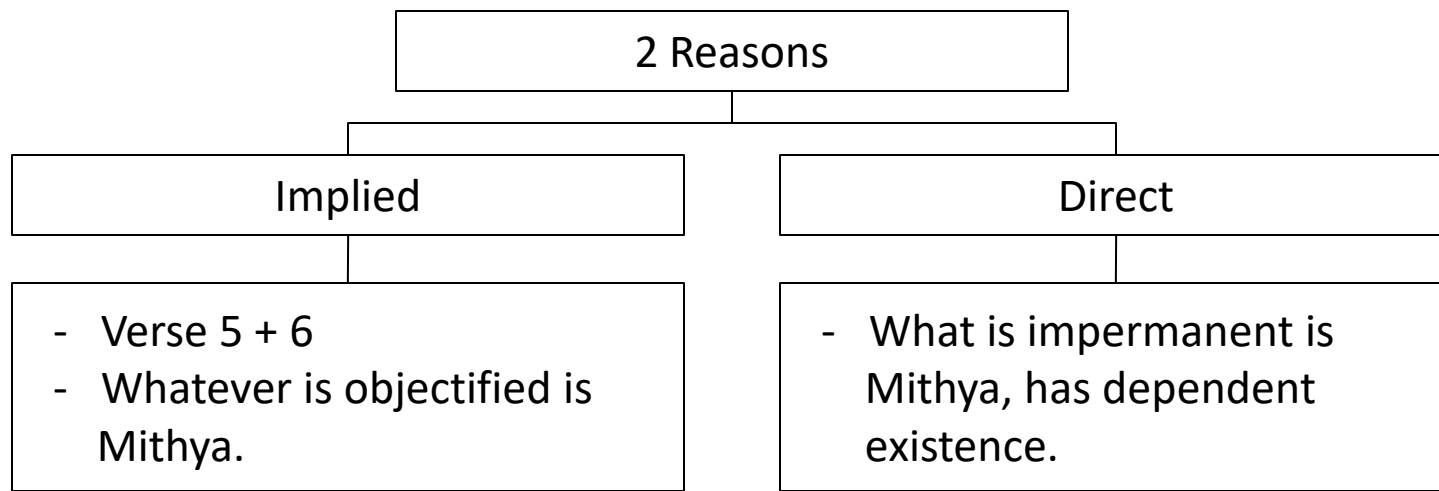 2 Reasons
Implied
Direct
- Verse 5 + 6
- Whatever is objectified is
Mithya.
- What is impermanent is
Mithya, has dependent
existence.